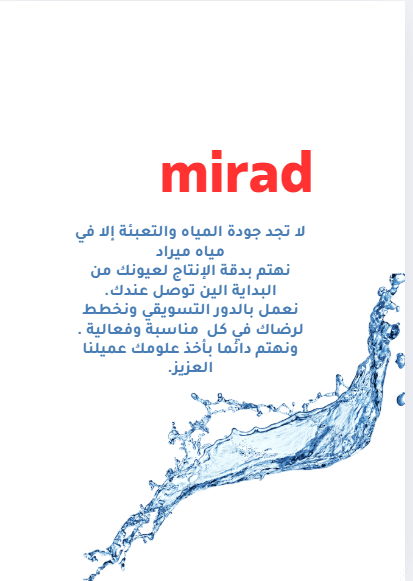 mirad
لا تجد جودة المياه والتعبئة إلا في
مياه ميراد
نهتم بدقة الإنتاج لعيونك من
البداية الين توصل عندك.
نعمل بالدور التسويقي ونخطط
لرضاك في كل مناسبة وفعالية .
ونهتم دائما بأخذ علومك عميلنا
العزيز.